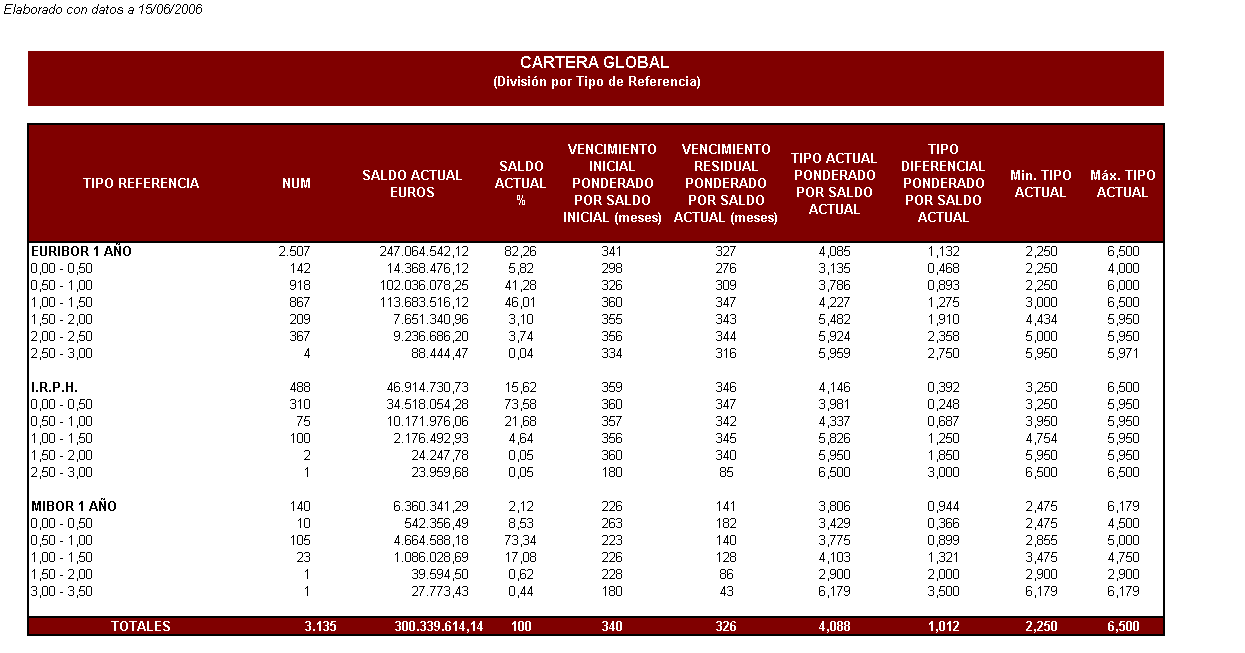 Elaborado con datos a 15/06/2006
CARTERA GLOBAL
(División por Tipo de Referencia)
TIPO REFERENCIA NUM SALDO ACTUAL EUROS SALDO ACTUAL % VENCIMIENTO INICIAL PONDERADO POR SALDO INICIAL (meses) VENCIMIENTO RESIDUAL PONDERADO POR SALDO ACTUAL (meses) TIPO ACTUAL PONDERADO POR SALDO ACTUAL TIPO DIFERENCIAL PONDERADO POR SALDO ACTUAL Min. TIPO ACTUAL Máx. TIPO ACTUAL
EURIBOR 1 AÑO 2.507 247.064.542,12 82,26 341 327 4,085 1,132 2,250 6,500
0,00 - 0,50 142 14.368.476,12 5,82 298 276 3,135 0,468 2,250 4,000
0,50 - 1,00 918 102.036.078,25 41,28 326 309 3,786 0,893 2,250 6,000
1,00 - 1,50 867 113.683.516,12 46,01 360 347 4,227 1,275 3,000 6,500
1,50 - 2,00 209 7.651.340,96 3,10 355 343 5,482 1,910 4,434 5,950
2,00 - 2,50 367 9.236.686,20 3,74 356 344 5,924 2,358 5,000 5,950
2,50 - 3,00 4 88.444,47 0,04 334 316 5,959 2,750 5,950 5,971
I.R.P.H. 488 46.914.730,73 15,62 359 346 4,146 0,392 3,250 6,500
0,00 - 0,50 310 34.518.054,28 73,58 360 347 3,981 0,248 3,250 5,950
0,50 - 1,00 75 10.171.976,06 21,68 357 342 4,337 0,687 3,950 5,950
1,00 - 1,50 100 2.176.492,93 4,64 356 345 5,826 1,250 4,754 5,950
1,50 - 2,00 2 24.247,78 0,05 360 340 5,950 1,850 5,950 5,950
2,50 - 3,00 1 23.959,68 0,05 180 85 6,500 3,000 6,500 6,500
MIBOR 1 AÑO 140 6.360.341,29 2,12 226 141 3,806 0,944 2,475 6,179
0,00 - 0,50 10 542.356,49 8,53 263 182 3,429 0,366 2,475 4,500
0,50 - 1,00 105 4.664.588,18 73,34 223 140 3,775 0,899 2,855 5,000
1,00 - 1,50 23 1.086.028,69 17,08 226 128 4,103 1,321 3,475 4,750
1,50 - 2,00 1 39.594,50 0,62 228 86 2,900 2,000 2,900 2,900
3,00 - 3,50 1 27.773,43 0,44 180 43 6,179 3,500 6,179 6,179
TOTALES 3.135 300.339.614,14 100 340 326 4,088 1,012 2,250 6,500